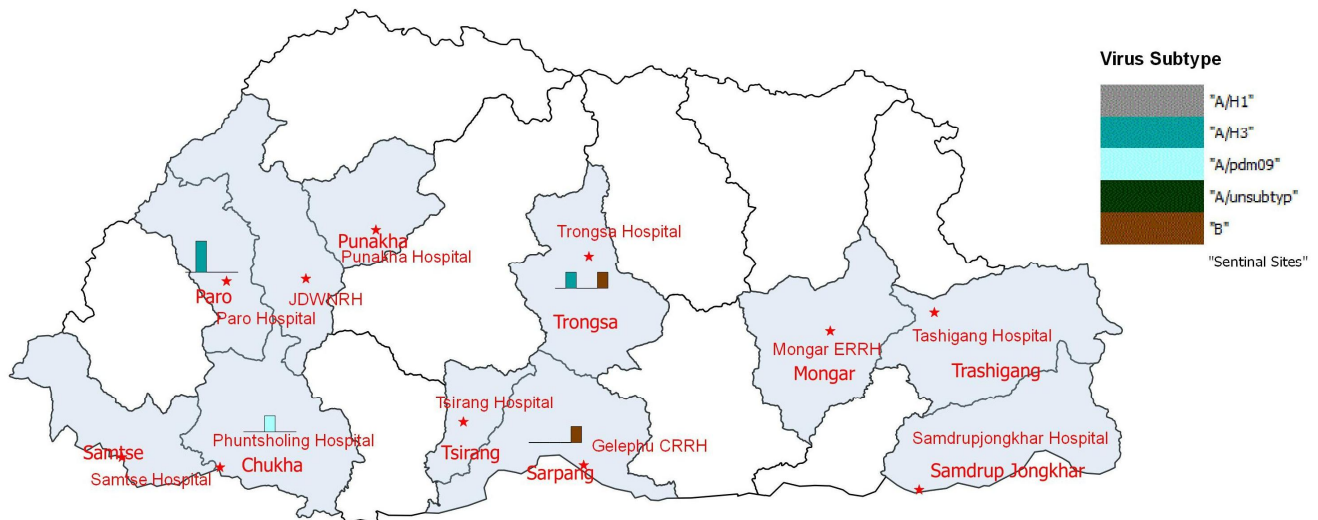 Virus Subtype
"A/H1"
"A/H3"
"A/pdm09"
"A/unsubtyp"
"B"
"Sentinal Sites"
Punakha
Punakha Hospital
Trongsa Hospital
Paro
JDWNRH
Paro Hospital
Trongsa
Tashigang Hospital
Mongar ERRH
Mongar
Trashigang
Tsirang Hospital
Phuntsholing Hospital
Chukha
Samtse
Samtse Hospital
Tsirang
Gelephu CRRH
Sarpang
Samdrupjongkhar Hospital
Samdrup Jongkhar